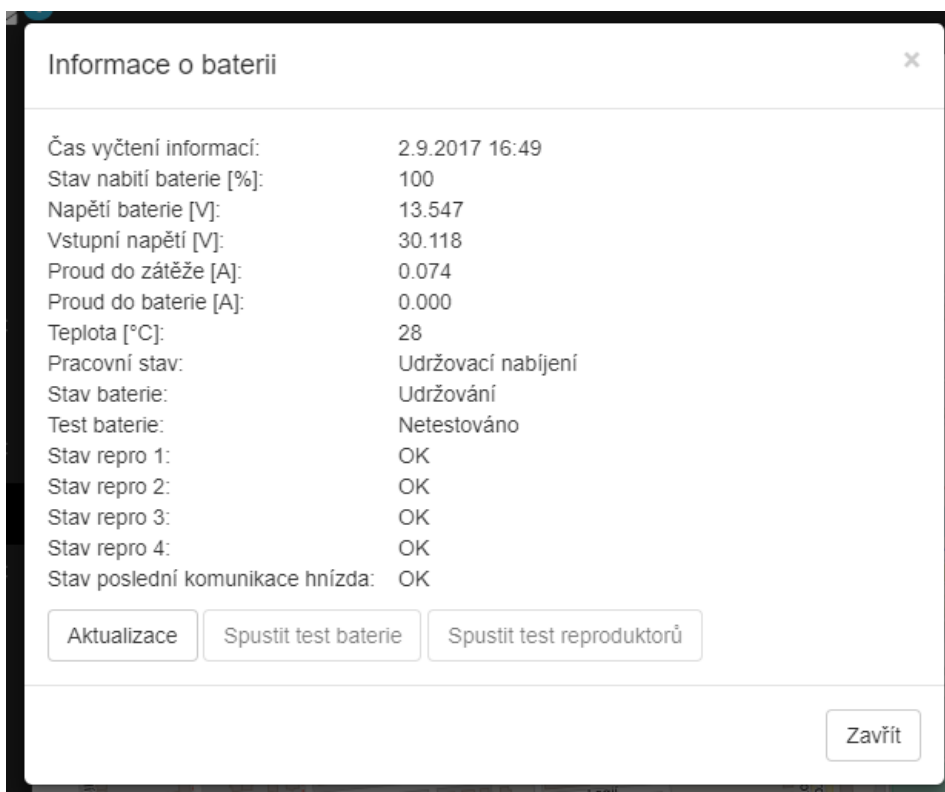 Informace o baterii ×
Čas vyčtení informací: 2.9.2017 16:49
Stav nabití baterie [%]: 100
Napětí baterie [V]: 13.547
Vstupní napětí [V]: 30.118
Proud do zátěže [A]: 0.074
Proud do baterie [A]: 0.000
Teplota [°C]: 28
Pracovní stav: Udržovací nabíjení
Stav baterie: Udržování
Test baterie: Netestováno
Stav repro 1: OK
Stav repro 2: OK
Stav repro 3: OK
Stav repro 4: OK
Stav poslední komunikace hnízda: OK
Aktualizace Spustit test baterie Spustit test reproduktorů
Zavřít